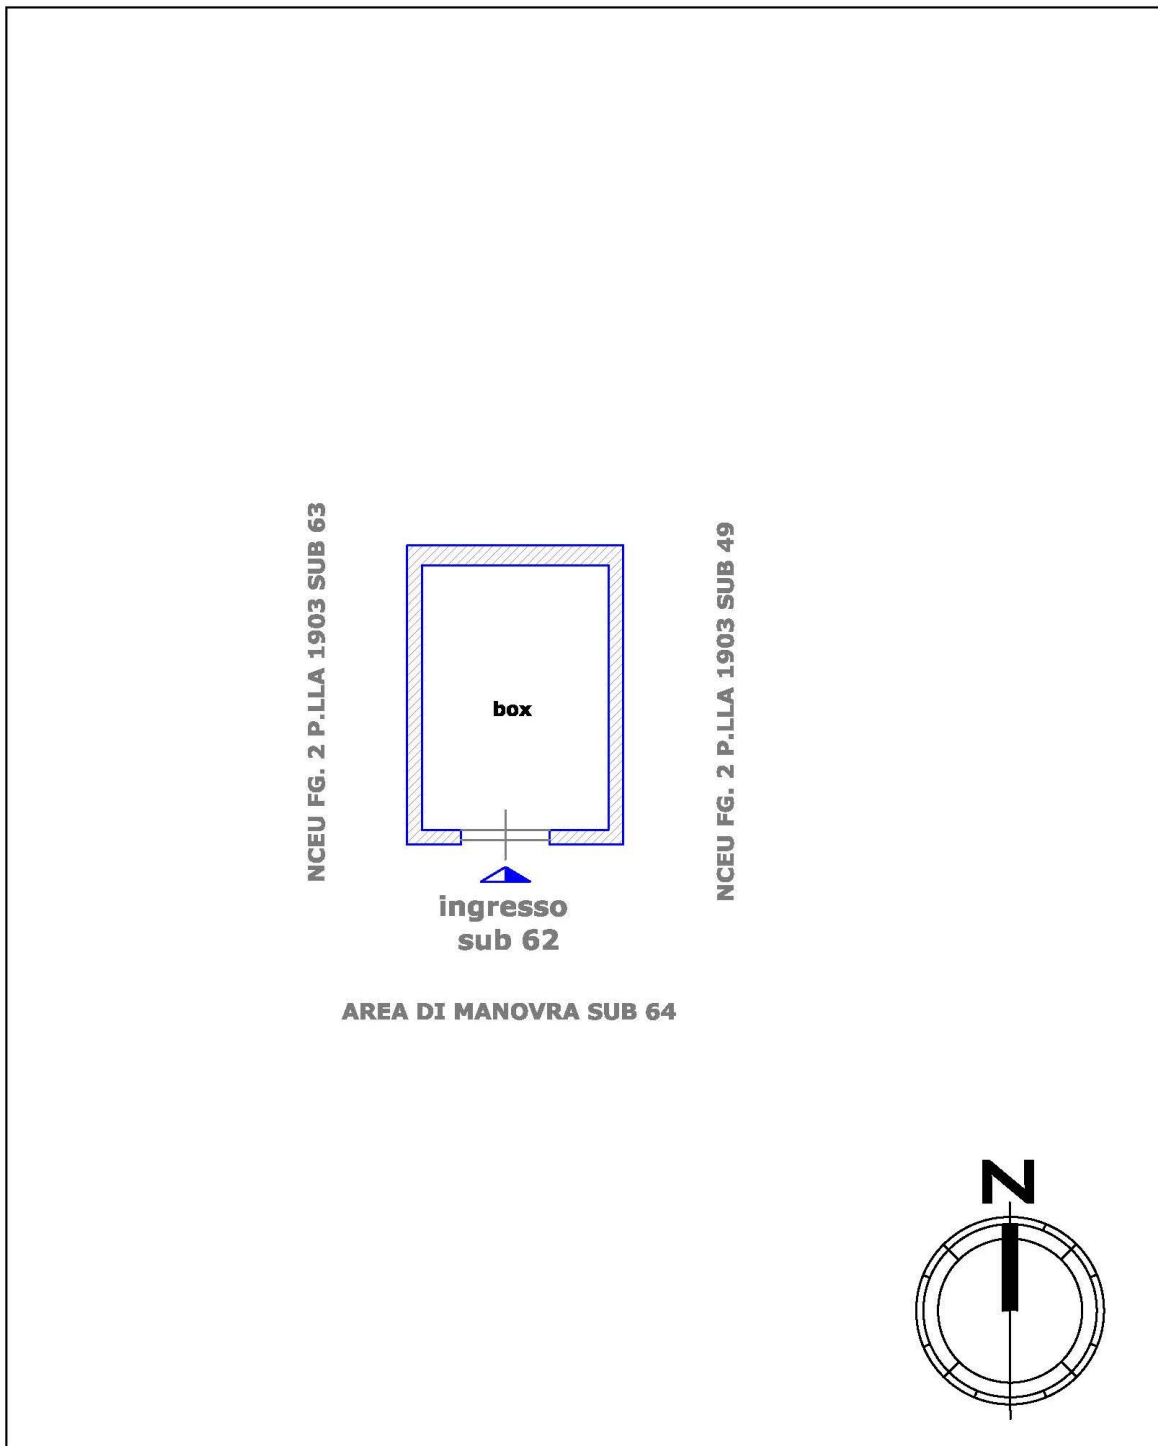 NCEU FG. 2 P.LLA 1903 SUB 63
NCEU FG. 2 P.LLA 1903 SUB 49
box
ingresso
sub 62
AREA DI MANOVRA SUB 64
N